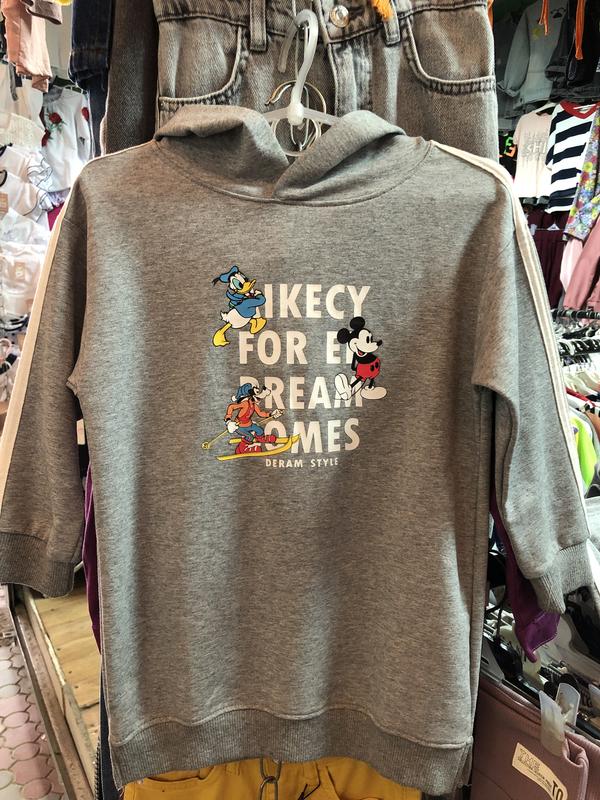 IKECY
FOR E
DREAM
OMES
DERAM STYLE